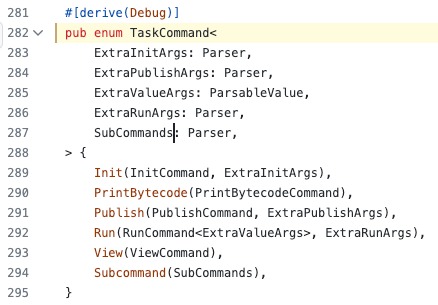 281 #[derive(Debug)]
282 pub enum TaskCommand<
283     ExtraInitArgs: Parser,
284     ExtraPublishArgs: Parser,
285     ExtraValueArgs: ParsableValue,
286     ExtraRunArgs: Parser,
287     SubCommands: Parser,
288 > {
289     Init(InitCommand, ExtraInitArgs),
290     PrintBytecode(PrintBytecodeCommand),
291     Publish(PublishCommand, ExtraPublishArgs),
292     Run(RunCommand<ExtraValueArgs>, ExtraRunArgs),
293     View(ViewCommand),
294     Subcommand(SubCommands),
295 }